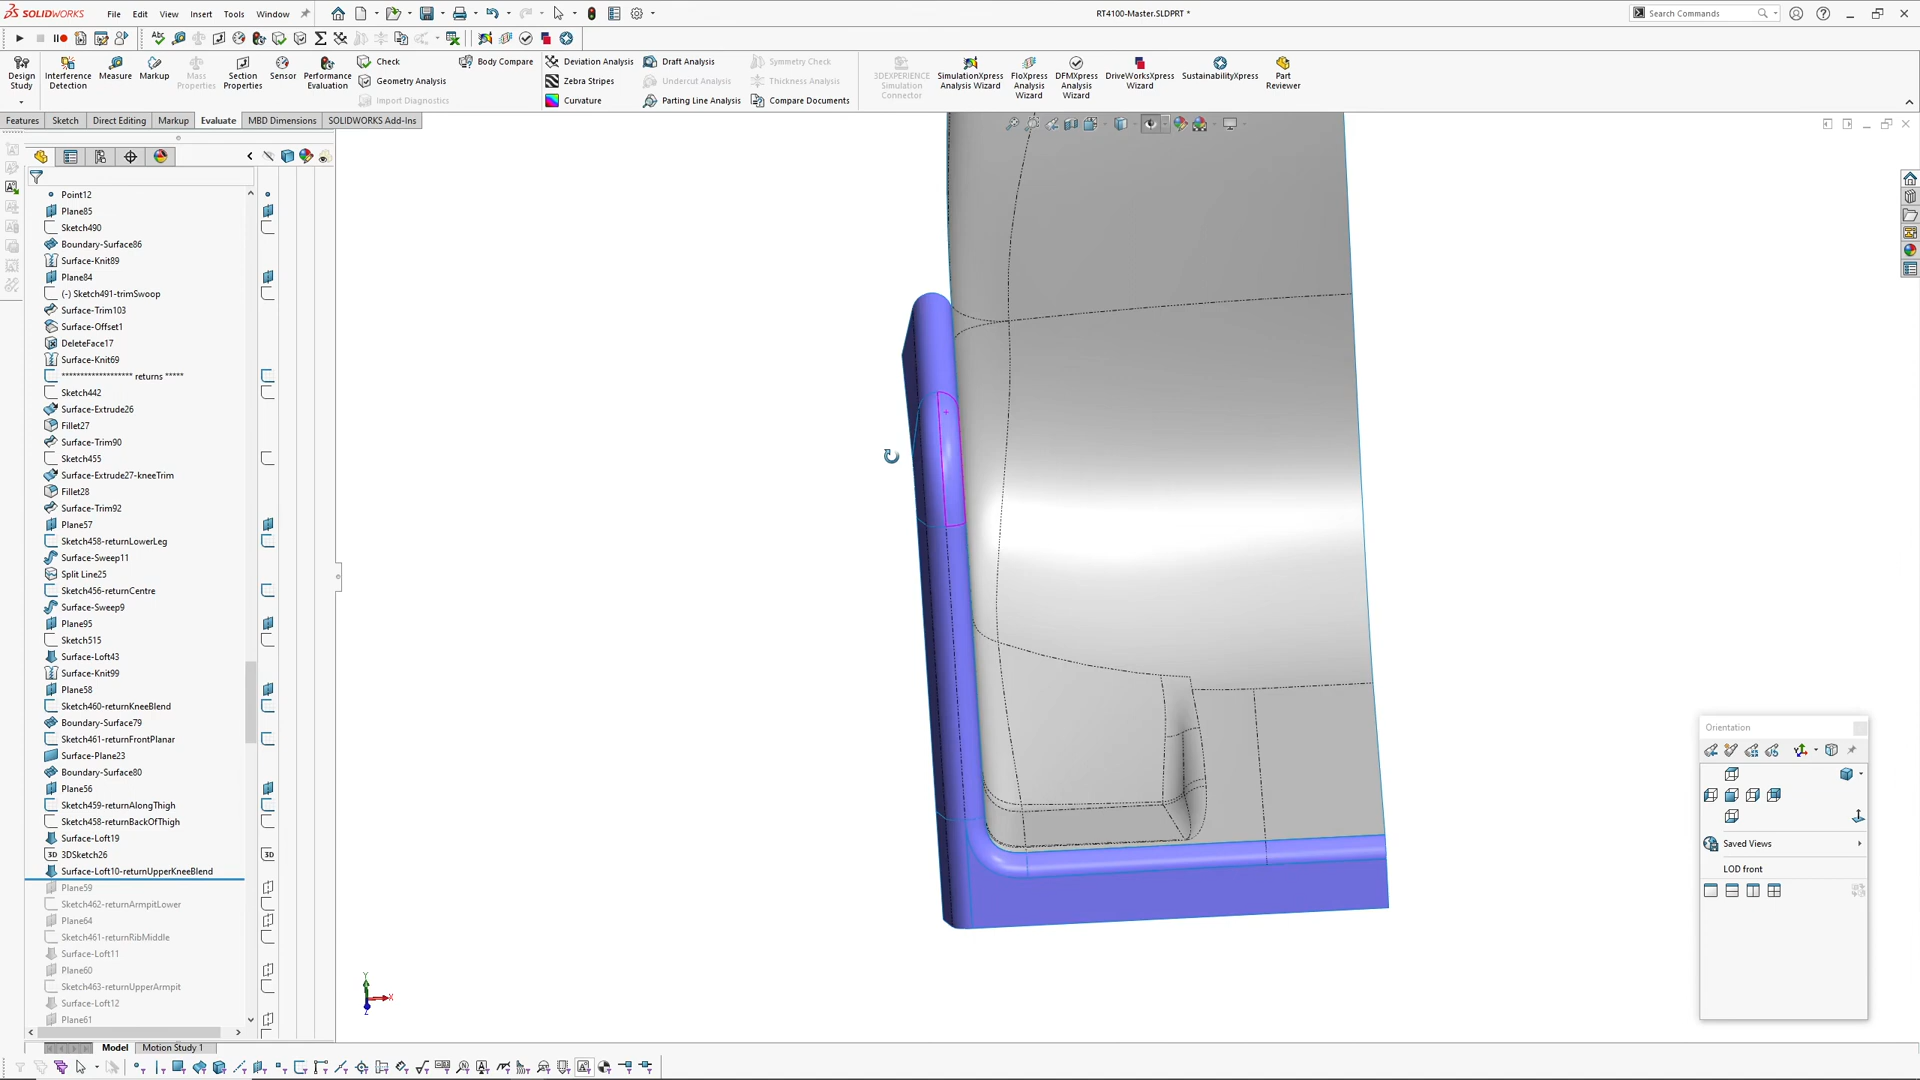 SOLIDWORKS
File
Edit
View
Insert
Tools
Window
RT4100-Master.SLDPRT *
Search Commands
Design Study
Interference Detection
Measure
Markup
Mass Properties
Section Properties
Sensor
Performance Evaluation
Check
Geometry Analysis
Import Diagnostics
Body Compare
Deviation Analysis
Zebra Stripes
Curvature
Draft Analysis
Undercut Analysis
Parting Line Analysis
Symmetry Check
Thickness Analysis
Compare Documents
3DEXPERIENCE Simulation Connector
SimulationXpress Analysis Wizard
FloXpress Analysis Wizard
DFMXpress Analysis Wizard
DriveWorksXpress Wizard
SustainabilityXpress
Part Reviewer
Features
Sketch
Direct Editing
Markup
Evaluate
MBD Dimensions
SOLIDWORKS Add-Ins
Point12
Plane85
Sketch490
Boundary-Surface86
Surface-Knit89
Plane84
(-) Sketch491-trimSwoop
Surface-Trim103
Surface-Offset1
DeleteFace17
Surface-Knit69
****************** returns *****
Sketch442
Surface-Extrude26
Fillet27
Surface-Trim90
Sketch455
Surface-Extrude27-kneeTrim
Fillet28
Surface-Trim92
Plane57
Sketch458-returnLowerLeg
Surface-Sweep11
Split Line25
Sketch456-returnCentre
Surface-Sweep9
Plane95
Sketch515
Surface-Loft43
Surface-Knit99
Plane58
Sketch460-returnKneeBlend
Boundary-Surface79
Sketch461-returnFrontPlanar
Surface-Plane23
Boundary-Surface80
Plane56
Sketch459-returnAlongThigh
Sketch458-returnBackOfThigh
Surface-Loft19
3D 3DSketch26 3D
Surface-Loft10-returnUpperKneeBlend
Plane59
Sketch462-returnArmpitLower
Plane64
Sketch461-returnRibMiddle
Surface-Loft11
Plane60
Sketch463-returnUpperArmpit
Surface-Loft12
Plane61
Y
X
Z
Orientation
Saved Views
LOD front
Model
Motion Study 1